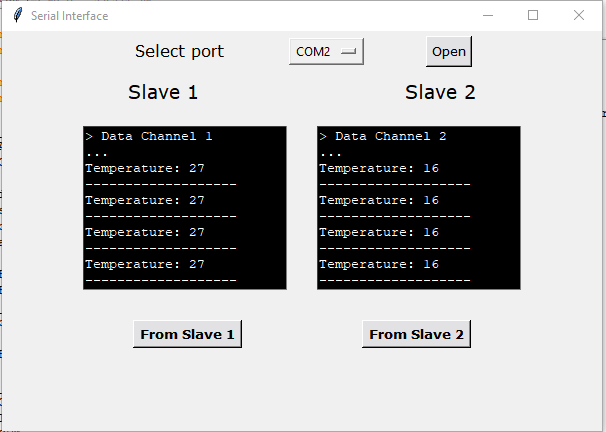 Serial Interface
Select port COM2 Open
Slave 1 Slave 2
> Data Channel 1
...
Temperature: 27
-------------------
Temperature: 27
-------------------
Temperature: 27
-------------------
Temperature: 27
-------------------
> Data Channel 2
...
Temperature: 16
-------------------
Temperature: 16
-------------------
Temperature: 16
-------------------
Temperature: 16
-------------------
From Slave 1 From Slave 2